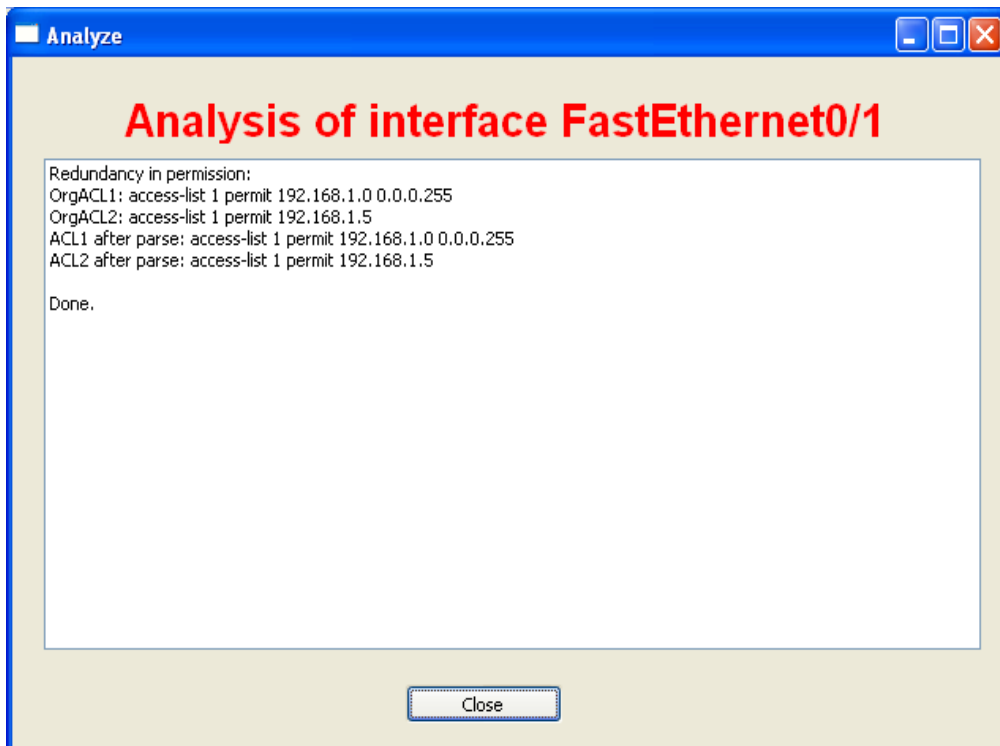 Analyze
Analysis of interface FastEthernet0/1
Redundancy in permission:
OrgACL1: access-list 1 permit 192.168.1.0 0.0.0.255
OrgACL2: access-list 1 permit 192.168.1.5
ACL1 after parse: access-list 1 permit 192.168.1.0 0.0.0.255
ACL2 after parse: access-list 1 permit 192.168.1.5
Done.
Close